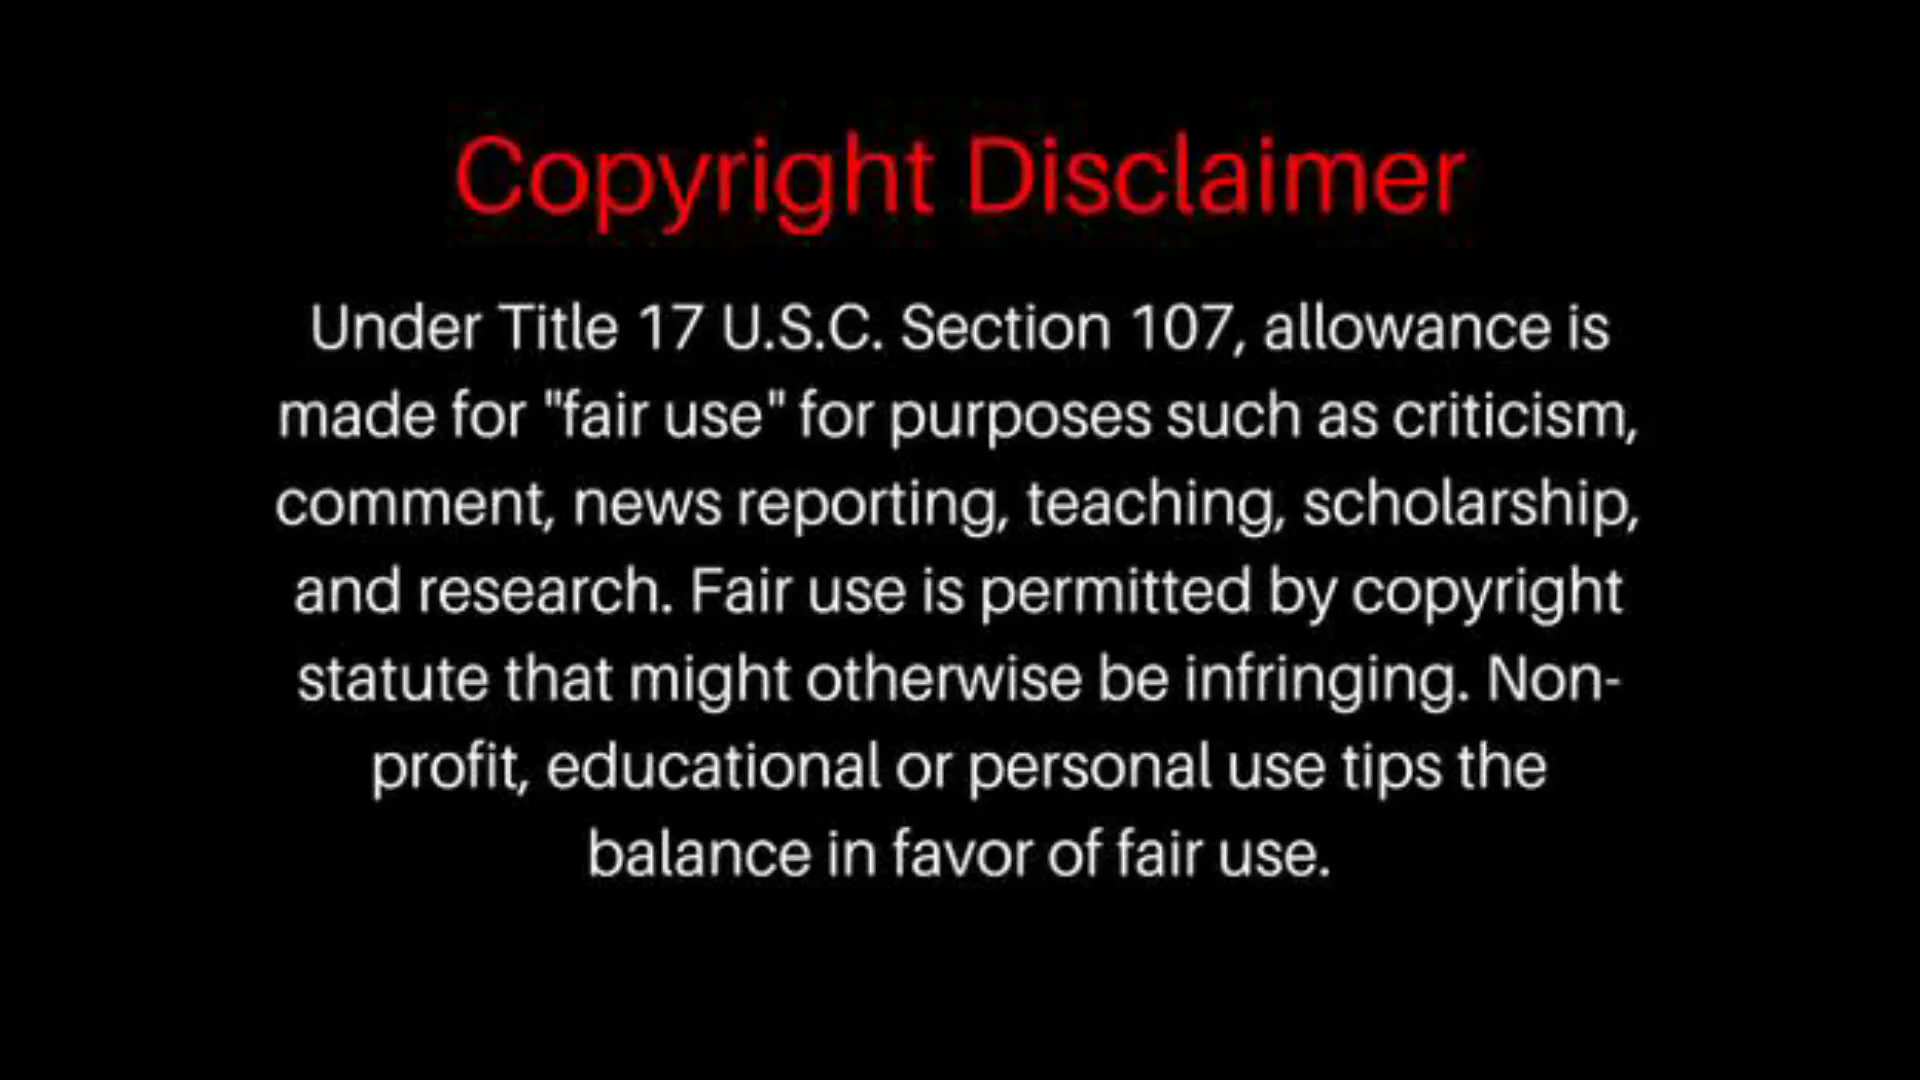 Copyright Disclaimer
Under Title 17 U.S.C. Section 107, allowance is
made for "fair use" for purposes such as criticism,
comment, news reporting, teaching, scholarship,
and research. Fair use is permitted by copyright
statute that might otherwise be infringing. Non-
profit, educational or personal use tips the
balance in favor of fair use.